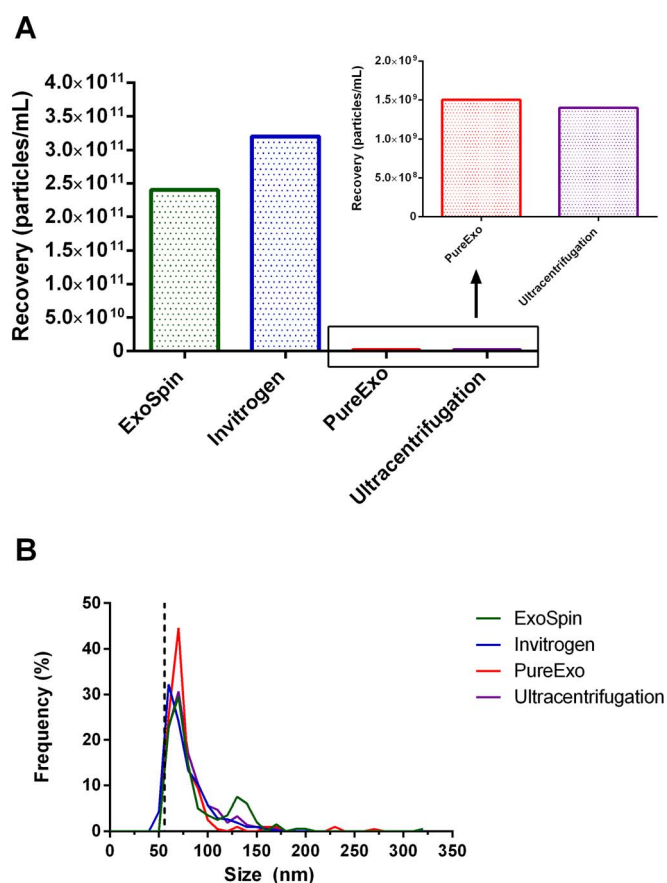 A
Recovery (particles/mL)
4.0×10¹¹
3.5×10¹¹
3.0×10¹¹
2.5×10¹¹
2.0×10¹¹
1.5×10¹¹
1.0×10¹¹
5.0×10¹⁰
0
ExoSpin
Invitrogen
PureExo
Ultracentrifugation
Recovery (particles/mL)
2.0×10⁹
1.5×10⁹
1.0×10⁹
5.0×10⁸
0
PureExo
Ultracentrifugation
B
Frequency (%)
50
40
30
20
10
0
0 50 100 150 200 250 300 350
Size (nm)
ExoSpin
Invitrogen
PureExo
Ultracentrifugation